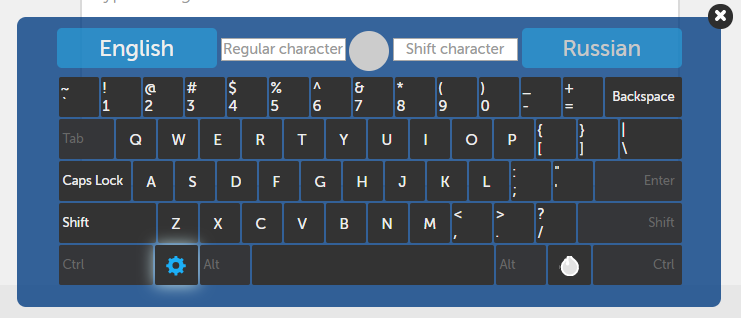 English Regular character Shift character Russian
~ ! @ # $ % ^ & * ( ) _ +
` 1 2 3 4 5 6 7 8 9 0 - = Backspace
Tab Q W E R T Y U I O P { } |
[ ] \
Caps Lock A S D F G H J K L : "
; ' Enter
Shift Z X C V B N M < > ? Shift
, . /
Ctrl Alt Alt Ctrl